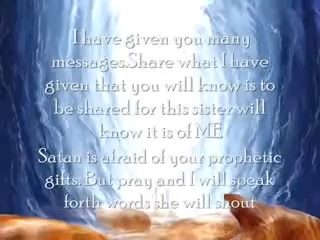 I have given you many
messages.Share what I have
given that you will know is to
be shared for this sister will
know it is of ME
Satan is afraid of your prophetic
gifts. But pray and I will speak
forth words she will shout